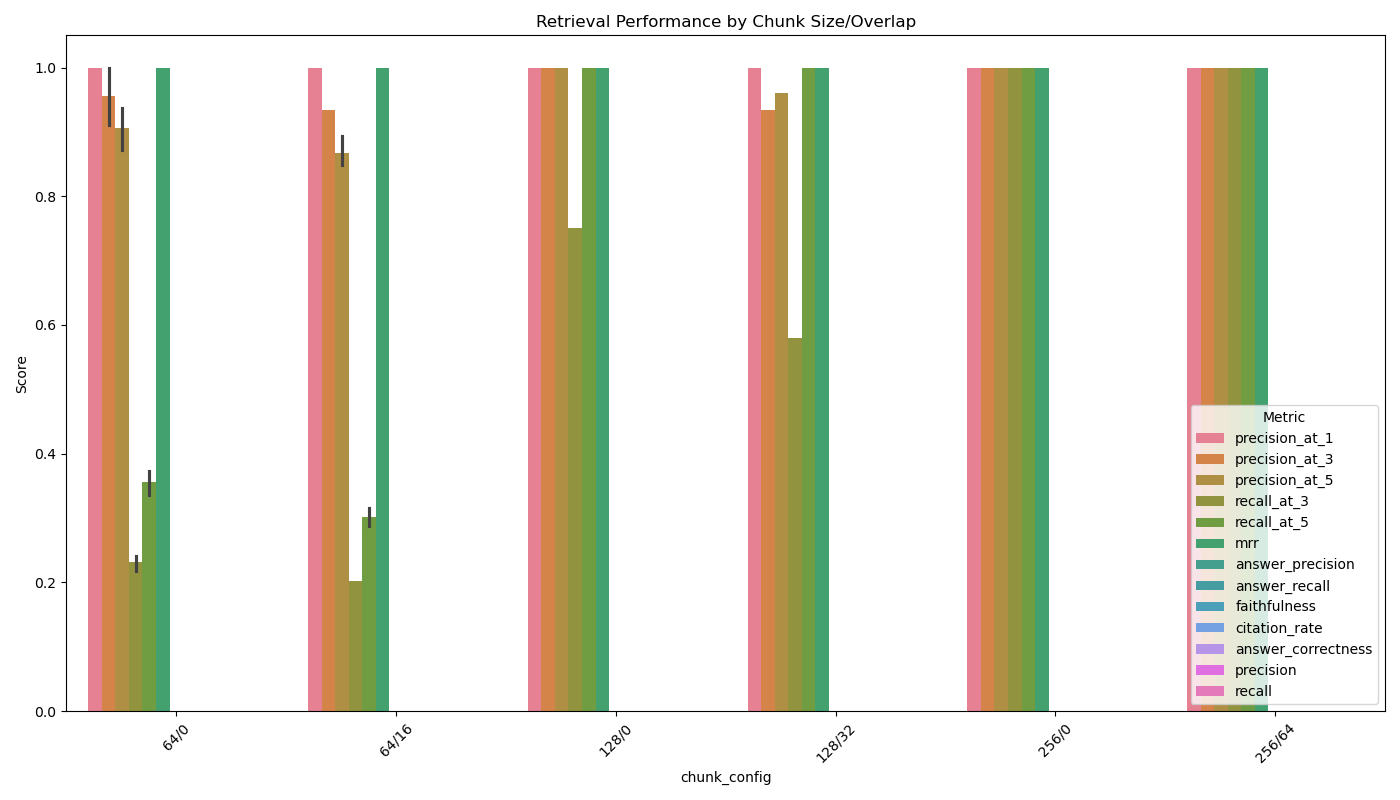 Retrieval Performance by Chunk Size/Overlap
1.0
0.8
0.6
0.4
0.2
0.0
Score
64/0
64/16
128/0
128/32
256/0
256/64
chunk_config
Metric
precision_at_1
precision_at_3
precision_at_5
recall_at_3
recall_at_5
mrr
answer_precision
answer_recall
faithfulness
citation_rate
answer_correctness
precision
recall